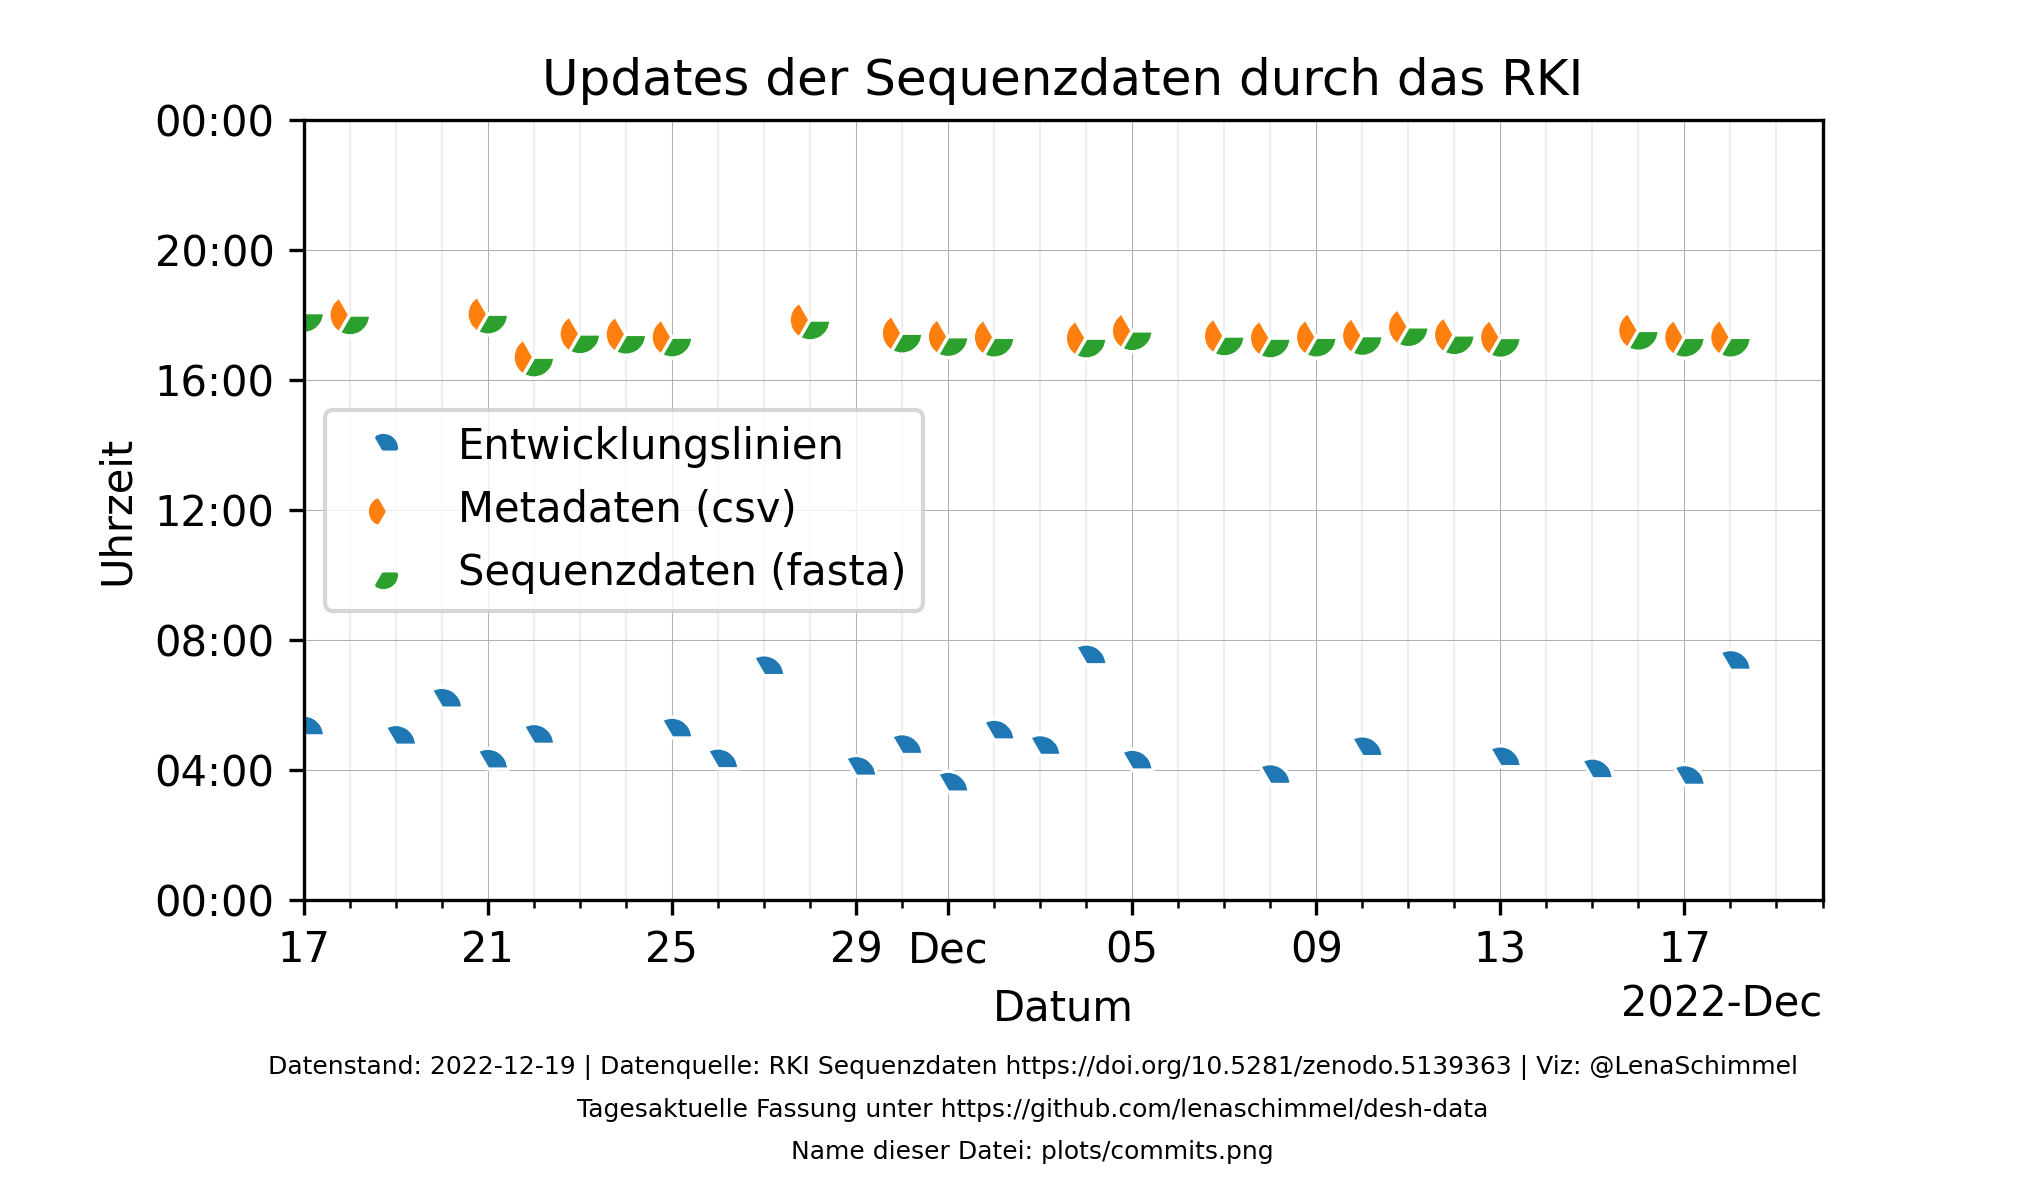 Updates der Sequenzdaten durch das RKI
00:00
20:00
16:00
12:00
08:00
04:00
00:00
Uhrzeit
Entwicklungslinien
Metadaten (csv)
Sequenzdaten (fasta)
17 21 25 29 Dec 05 09 13 17
2022-Dec
Datum
Datenstand: 2022-12-19 | Datenquelle: RKI Sequenzdaten https://doi.org/10.5281/zenodo.5139363 | Viz: @LenaSchimmel
Tagesaktuelle Fassung unter https://github.com/lenaschimmel/desh-data
Name dieser Datei: plots/commits.png